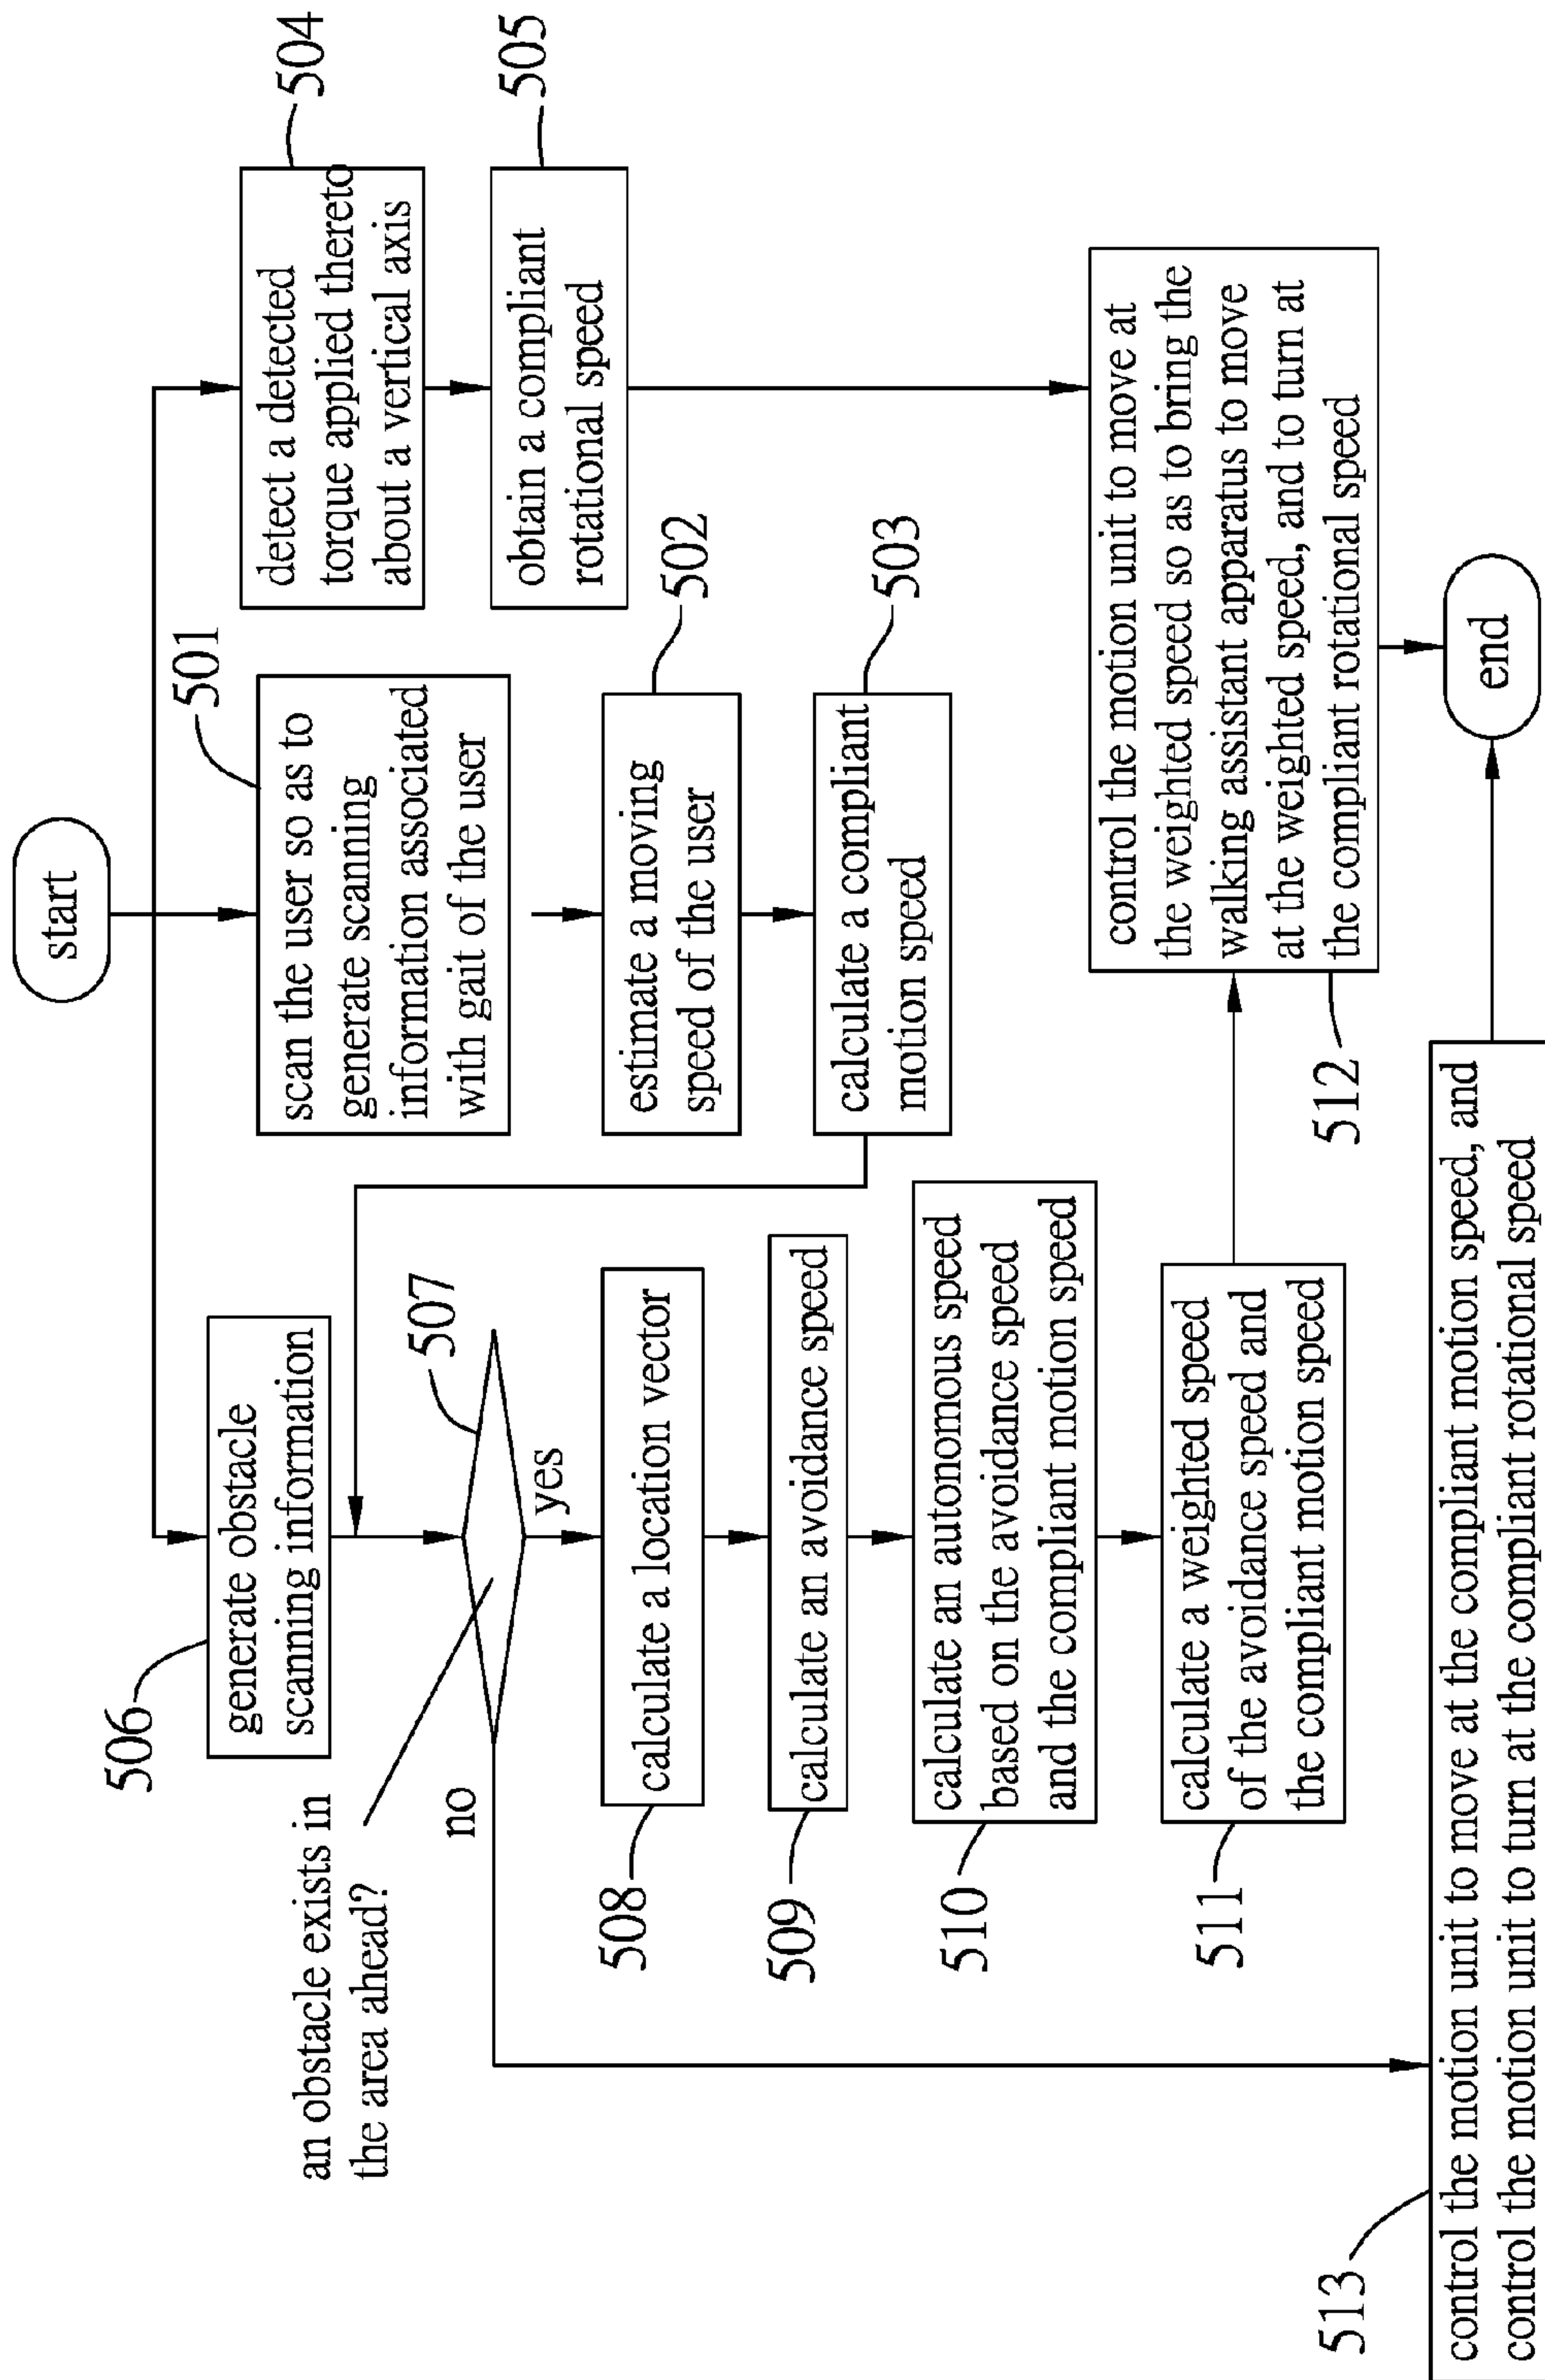 start
506
generate obstacle
scanning information
501
scan the user so as to
generate scanning
information associated
with gait of the user
504
detect a detected
torque applied thereto
about a vertical axis
505
obtain a compliant
rotational speed
502
estimate a moving
speed of the user
503
calculate a compliant
motion speed
an obstacle exists in
the area ahead?
507
no
yes
508
calculate a location vector
509
calculate an avoidance speed
510
calculate an autonomous speed
based on the avoidance speed
and the compliant motion speed
511
calculate a weighted speed
of the avoidance speed and
the compliant motion speed
512
control the motion unit to move at
the weighted speed so as to bring the
walking assistant apparatus to move
at the weighted speed, and to turn at
the compliant rotational speed
513
control the motion unit to move at the compliant motion speed, and
control the motion unit to turn at the compliant rotational speed
end